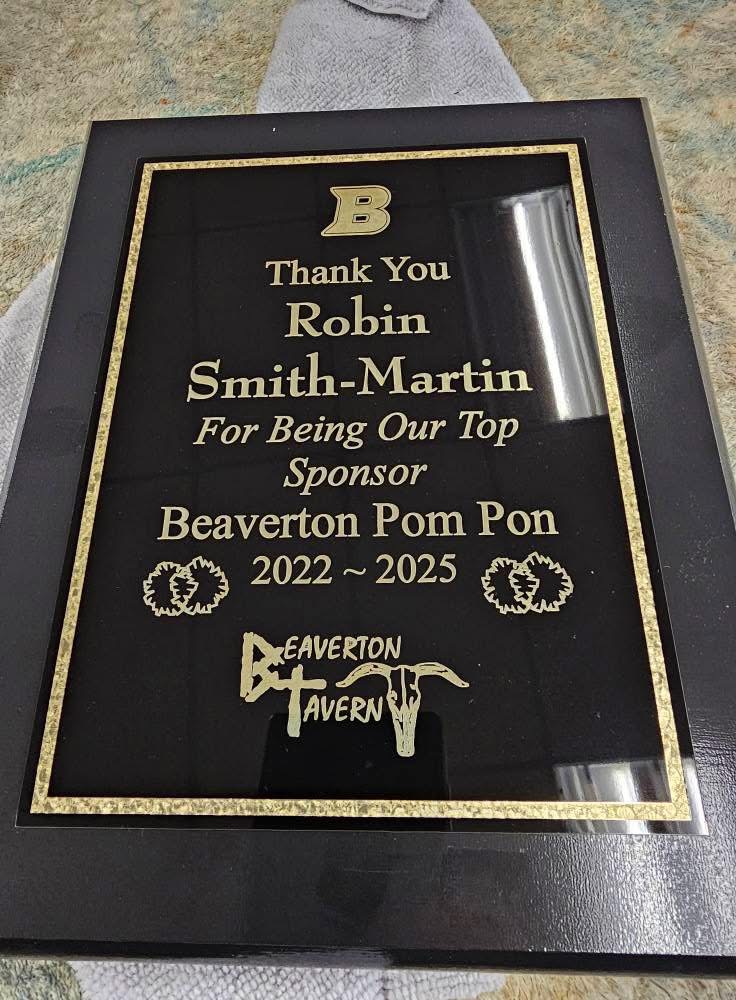 B
Thank You
Robin
Smith-Martin
For Being Our Top
Sponsor
Beaverton Pom Pon
2022 ~ 2025
BEAVERTON
TAVERN